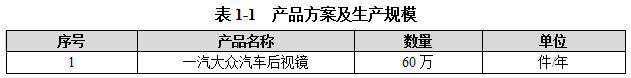 表 1-1 产品方案及生产规模
序号 产品名称 数量 单位
1 一汽大众汽车后视镜 60 万 件/年